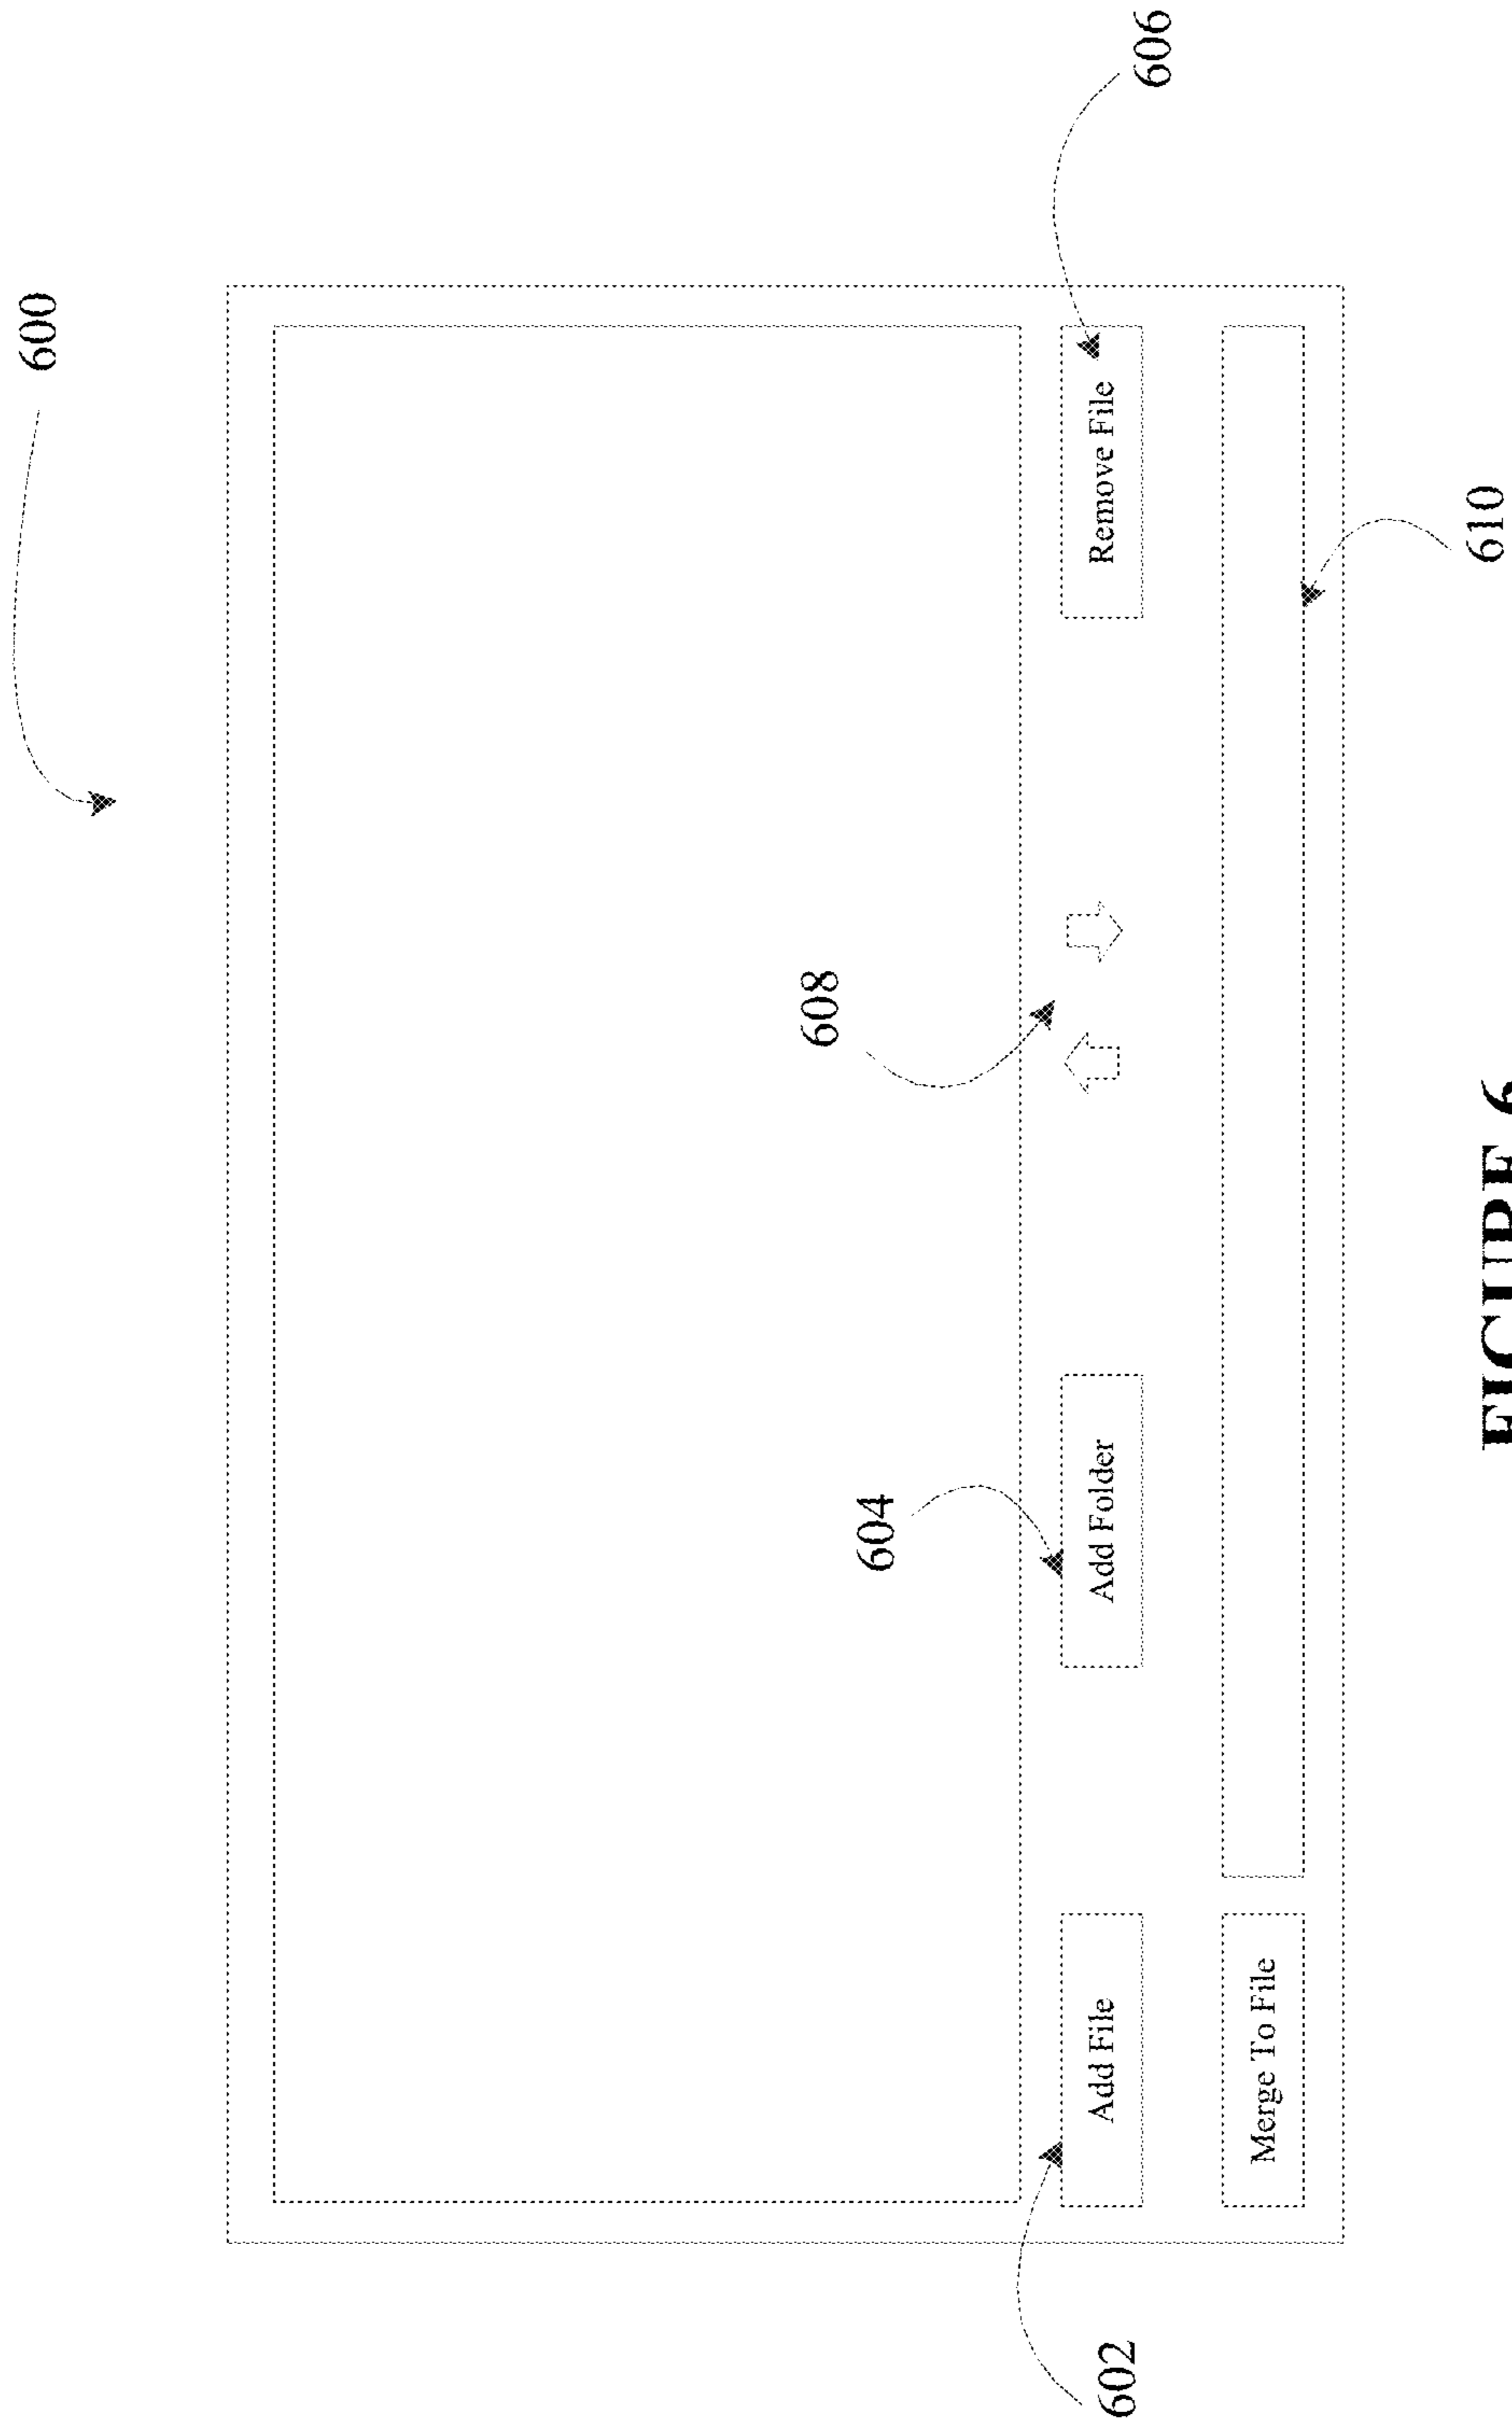 600
608
604
602
606
Add File
Add Folder
Remove File
Merge To File
610
FIGURE 6